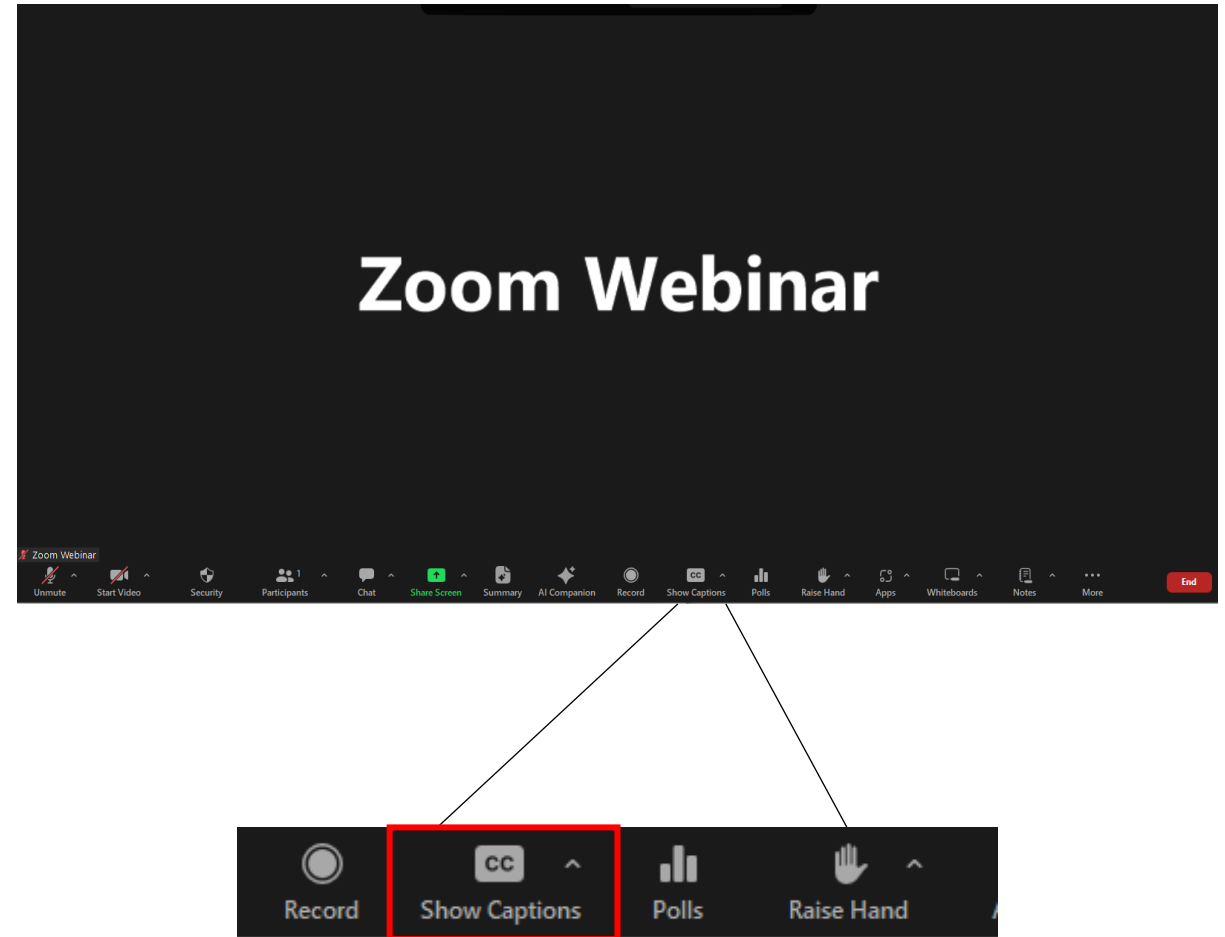 Zoom Webinar
Zoom Webinar
Unmute Start Video Security Participants 1 Chat Share Screen Summary AI Companion Record CC Show Captions Polls Raise Hand Apps Whiteboards Notes More End
CC
Record Show Captions Polls Raise Hand